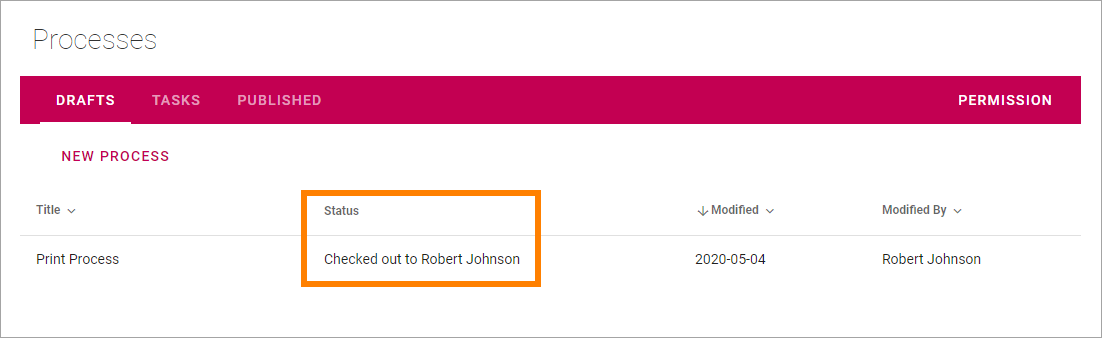 Processes
DRAFTS TASKS PUBLISHED PERMISSION
NEW PROCESS
Title Status Modified Modified By
Print Process Checked out to Robert Johnson 2020-05-04 Robert Johnson